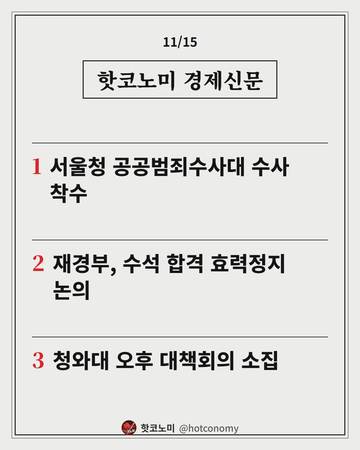 11/15
핫코노미 경제신문
1 서울청 공공범죄수사대 수사
착수
2 재경부, 수석 합격 효력정지
논의
3 청와대 오후 대책회의 소집
핫코노미 @hotconomy